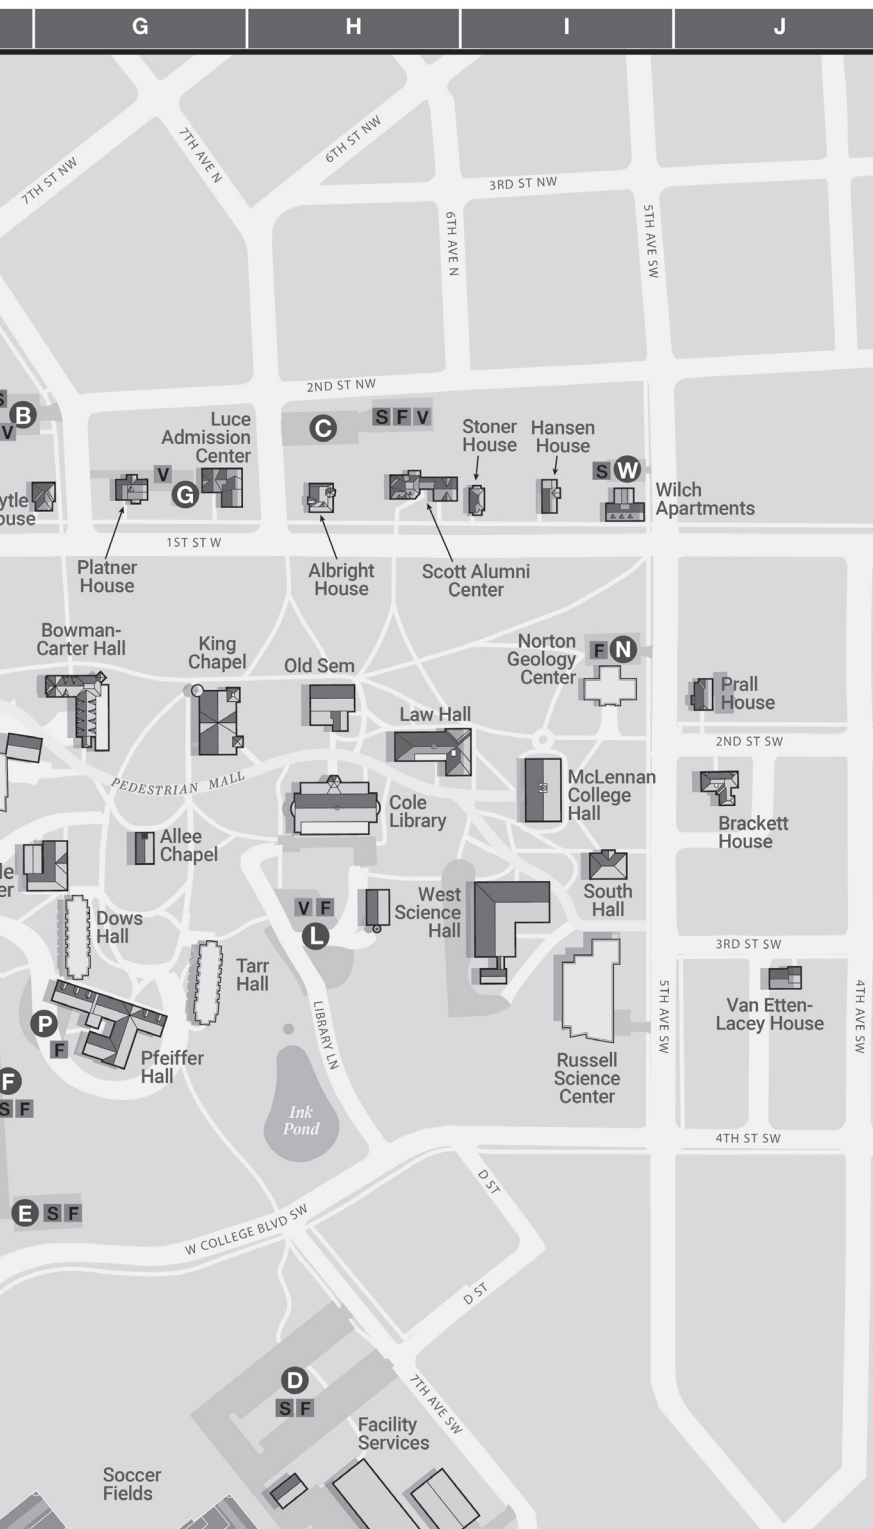 G
H
I
J
7TH ST NW
7TH AVE N
6TH ST NW
3RD ST NW
6TH AVE N
5TH AVE SW
2ND ST NW
S
B
V
C
S F V
Luce
Admission
Center
V
G
Stoner
House
Hansen
House
S W
Wilch
Apartments
1ST ST W
Platner
House
Albright
House
Scott Alumni
Center
Bowman-
Carter Hall
King
Chapel
Old Sem
Law Hall
Norton
Geology
Center
F N
Prall
House
2ND ST SW
PEDESTRIAN MALL
Cole
Library
McLennan
College
Hall
Brackett
House
Allee
Chapel
Dows
Hall
V F
L
West
Science
Hall
South
Hall
Tarr
Hall
3RD ST SW
Van Etten-
Lacey House
5TH AVE SW
4TH AVE SW
P
F
Pfeiffer
Hall
LIBRARY LN
Russell
Science
Center
F
S F
Ink
Pond
4TH ST SW
E S F
W COLLEGE BLVD SW
D ST
D ST
D
S F
7TH AVE SW
Facility
Services
Soccer
Fields